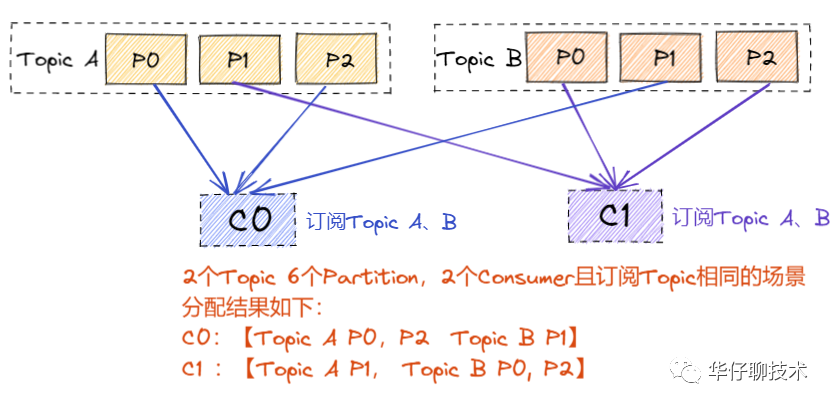 Topic A P0 P1 P2 Topic B P0 P1 P2
C0 订阅Topic A、B C1 订阅Topic A、B
2个Topic 6个Partition，2个Consumer且订阅Topic相同的场景
分配结果如下：
C0：【Topic A P0，P2 Topic B P1】
C1 ：【Topic A P1， Topic B P0, P2】
华仔聊技术